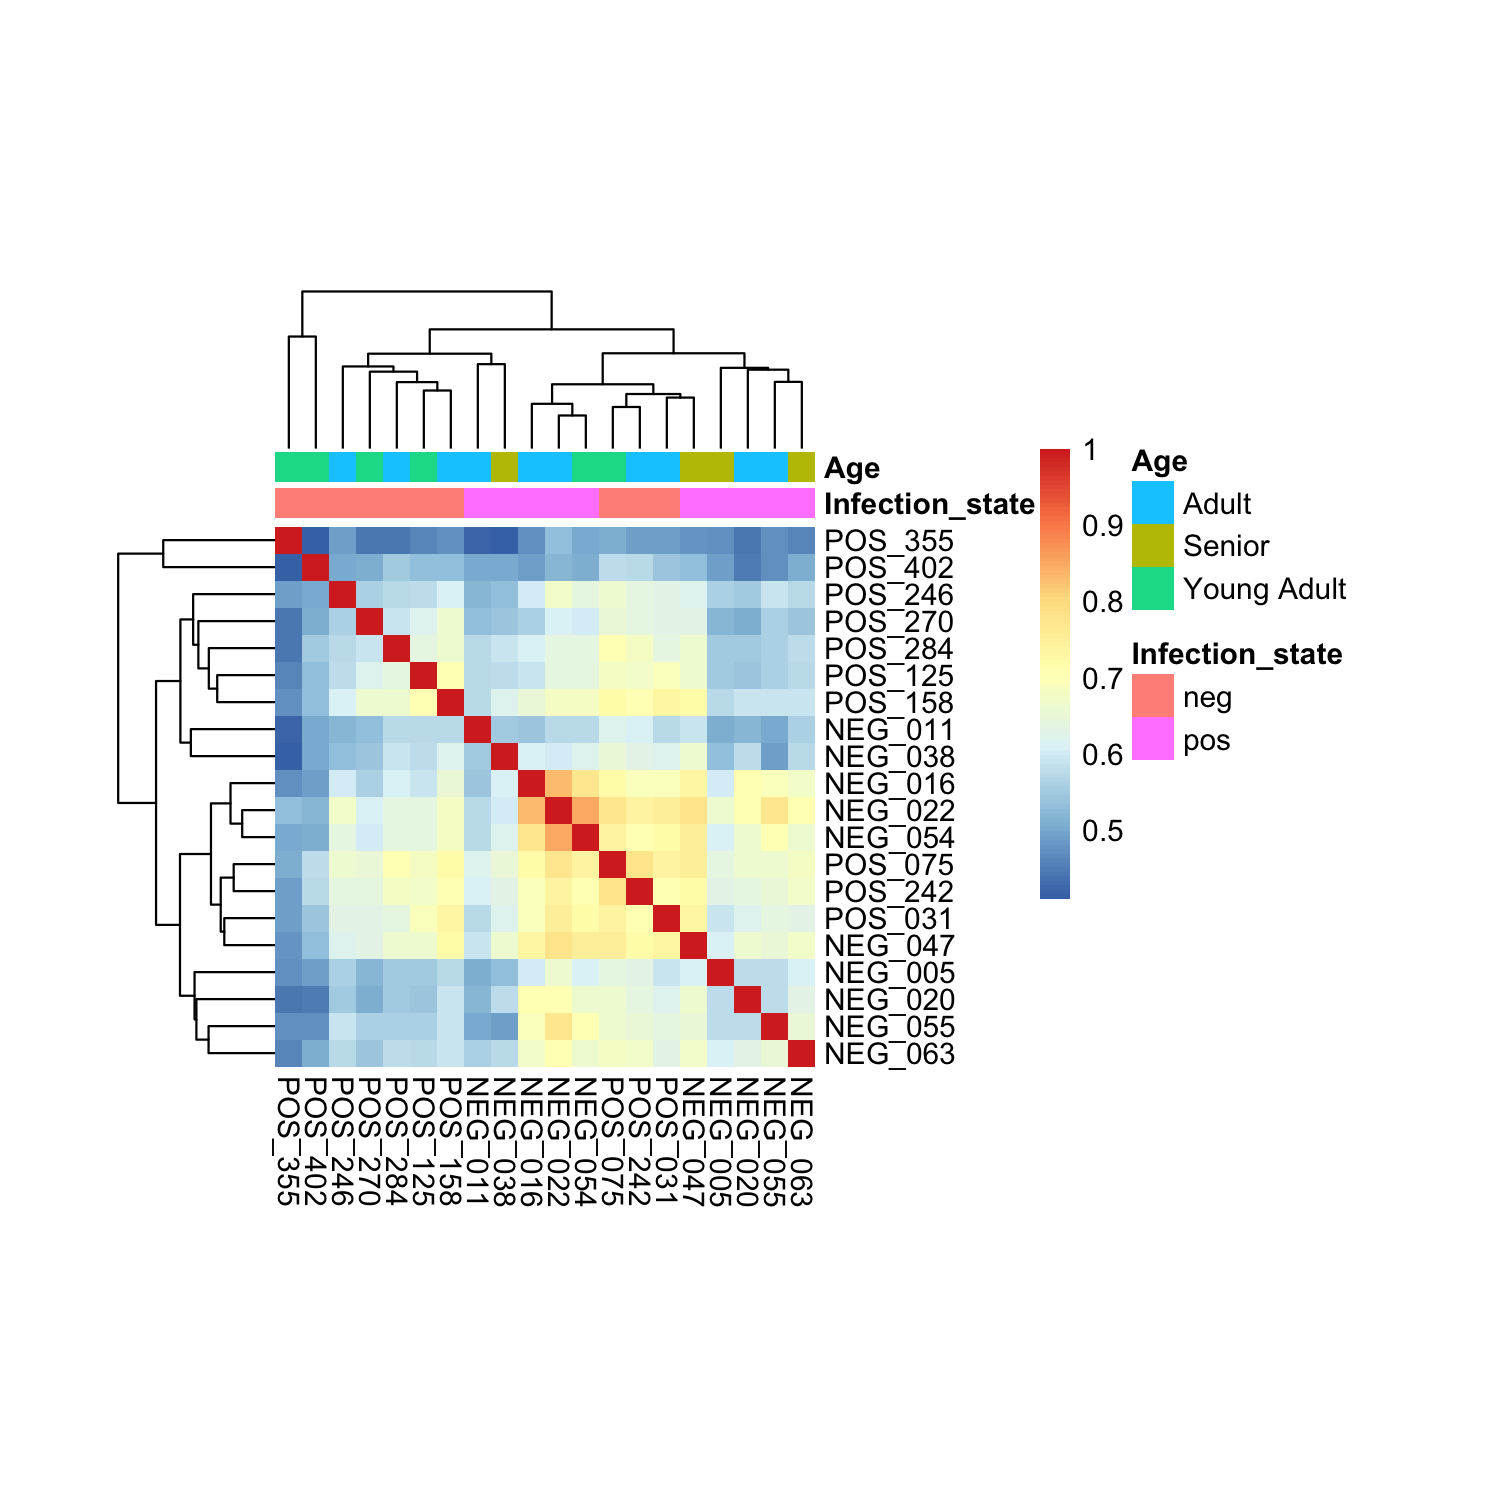 Age
Infection_state
POS_355
POS_402
POS_246
POS_270
POS_284
POS_125
POS_158
NEG_011
NEG_038
NEG_016
NEG_022
NEG_054
POS_075
POS_242
POS_031
NEG_047
NEG_005
NEG_020
NEG_055
NEG_063
POS_355
POS_402
POS_246
POS_270
POS_284
POS_125
POS_158
NEG_011
NEG_038
NEG_016
NEG_022
NEG_054
POS_075
POS_242
POS_031
NEG_047
NEG_005
NEG_020
NEG_055
NEG_063
1
0.9
0.8
0.7
0.6
0.5
Age
Adult
Senior
Young Adult
Infection_state
neg
pos